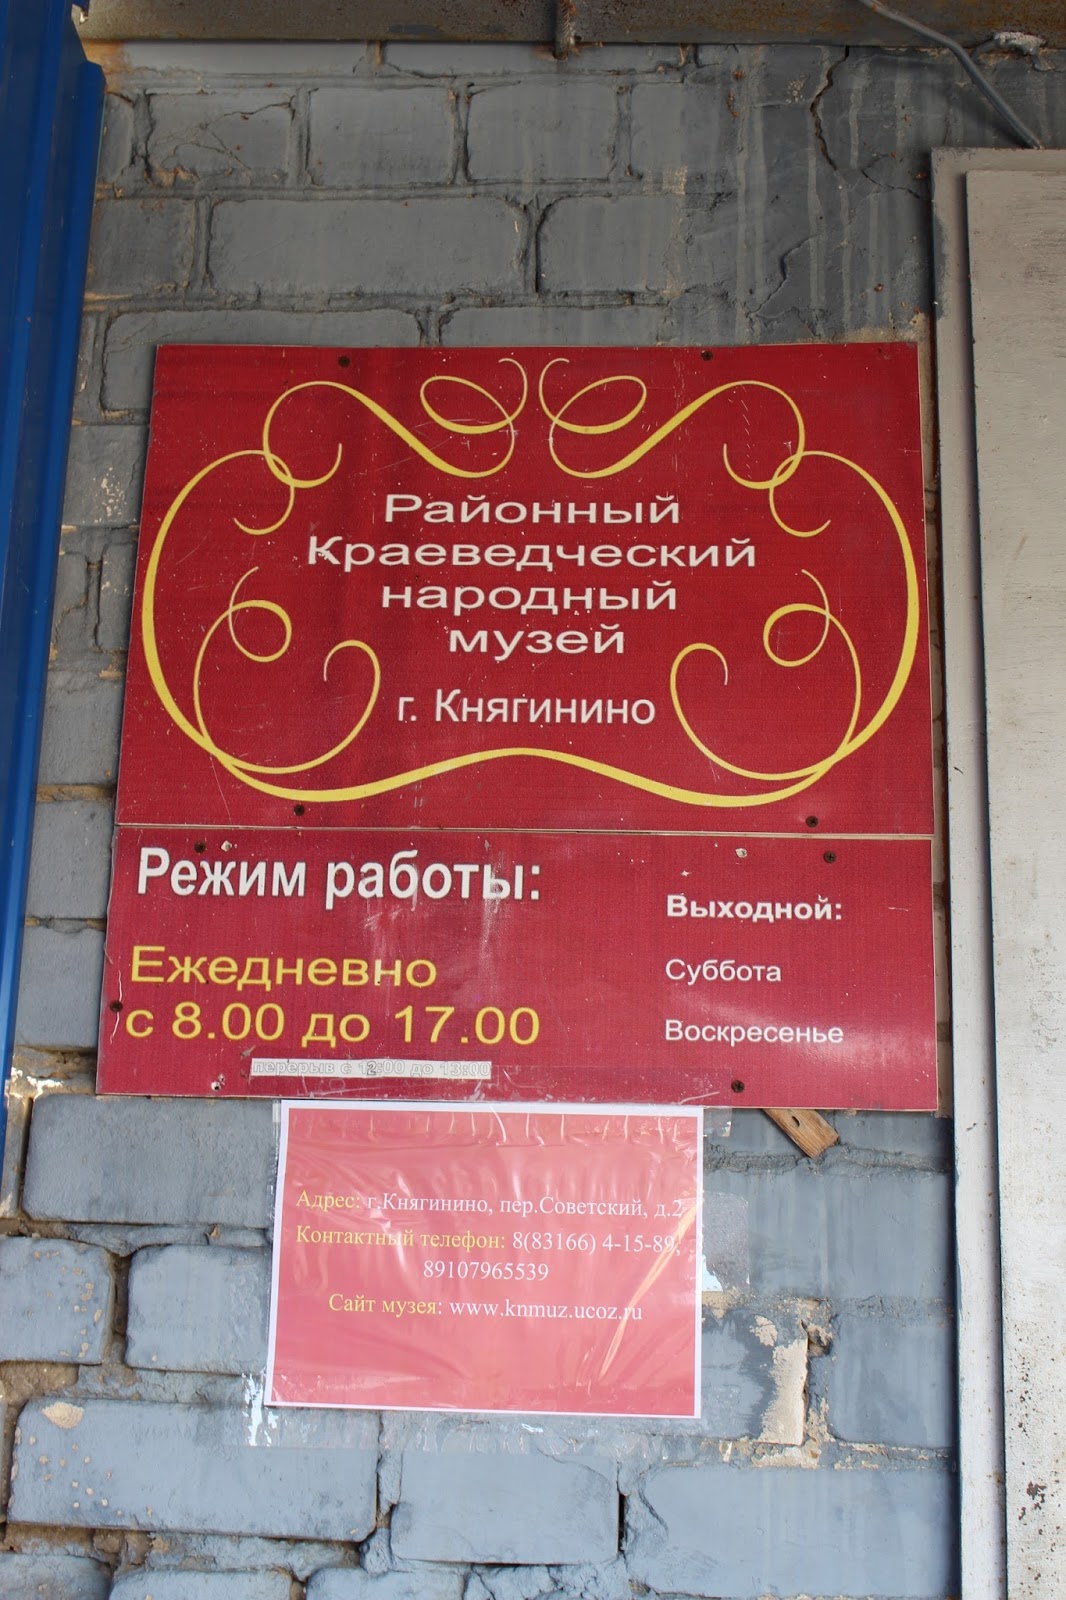 Районный
Краеведческий
народный
музей
г. Княгинино
Режим работы:
Ежедневно
с 8.00 до 17.00
перерыв с 12:00 до 13:00
Выходной:
Суббота
Воскресенье
Адрес: г.Княгинино, пер.Советский, д.2
Контактный телефон: 8(83166) 4-15-89,
89107965539
Сайт музея: www.knmuz.ucoz.ru